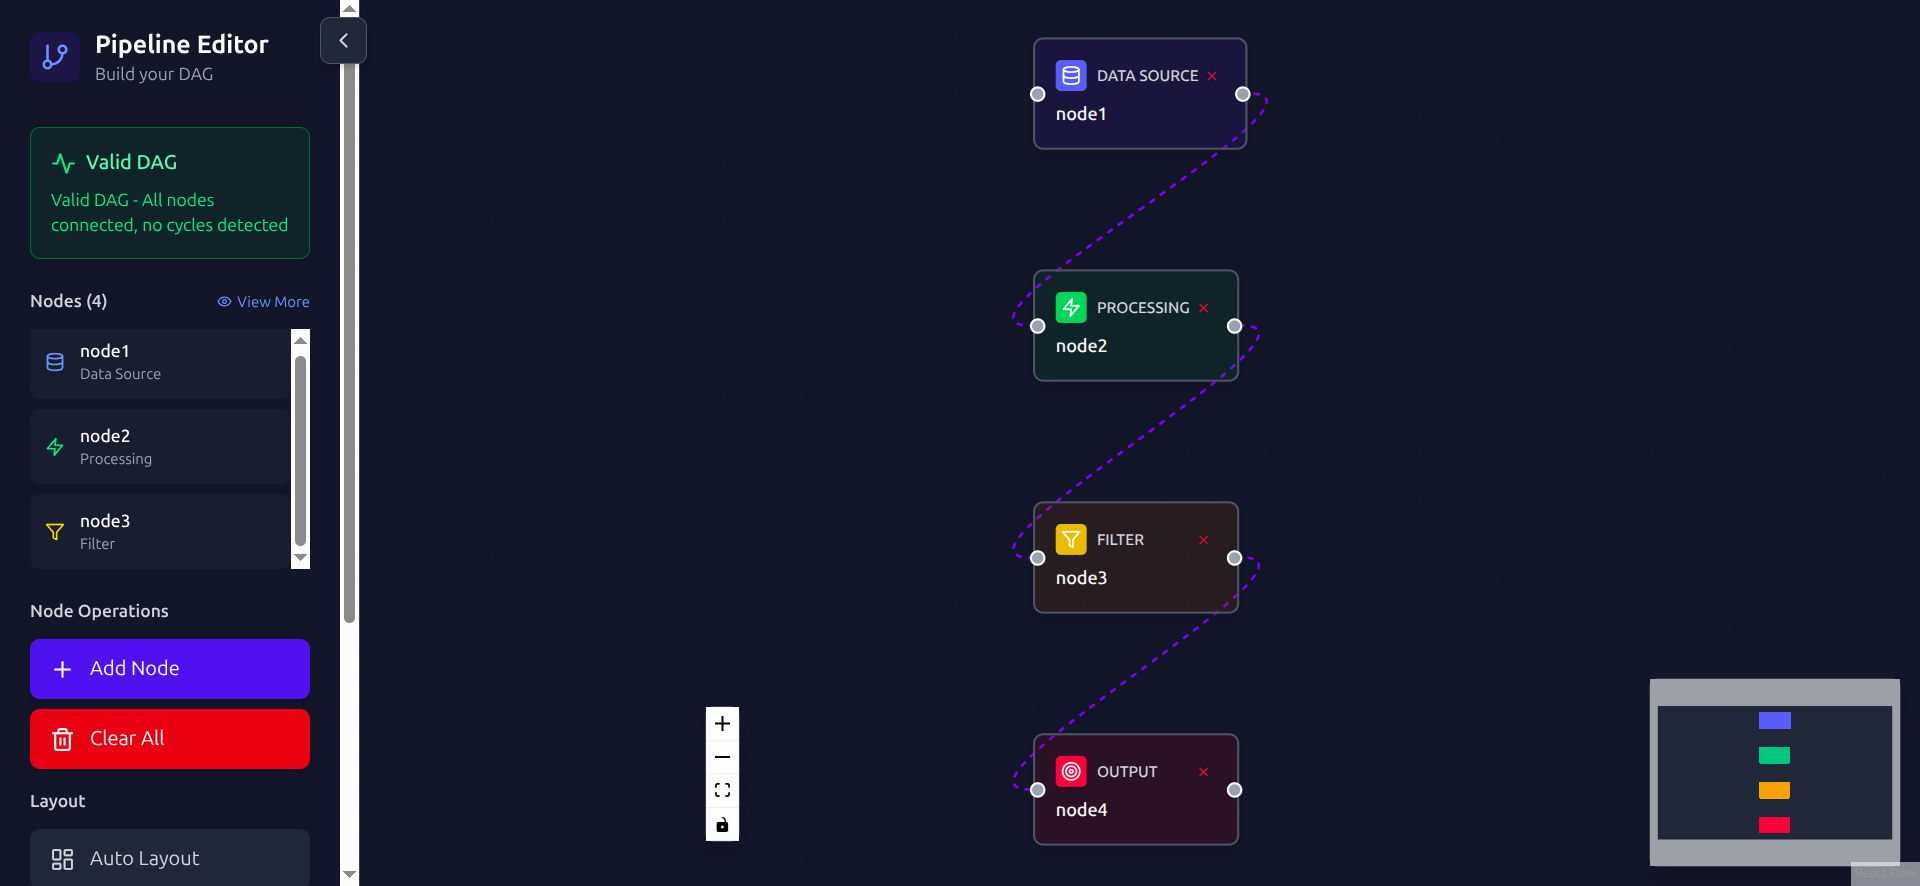 Pipeline Editor
Build your DAG
Valid DAG
Valid DAG - All nodes
connected, no cycles detected
Nodes (4)
View More
node1
Data Source
node2
Processing
node3
Filter
Node Operations
Add Node
Clear All
Layout
Auto Layout
DATA SOURCE
node1
PROCESSING
node2
FILTER
node3
OUTPUT
node4
React Flow